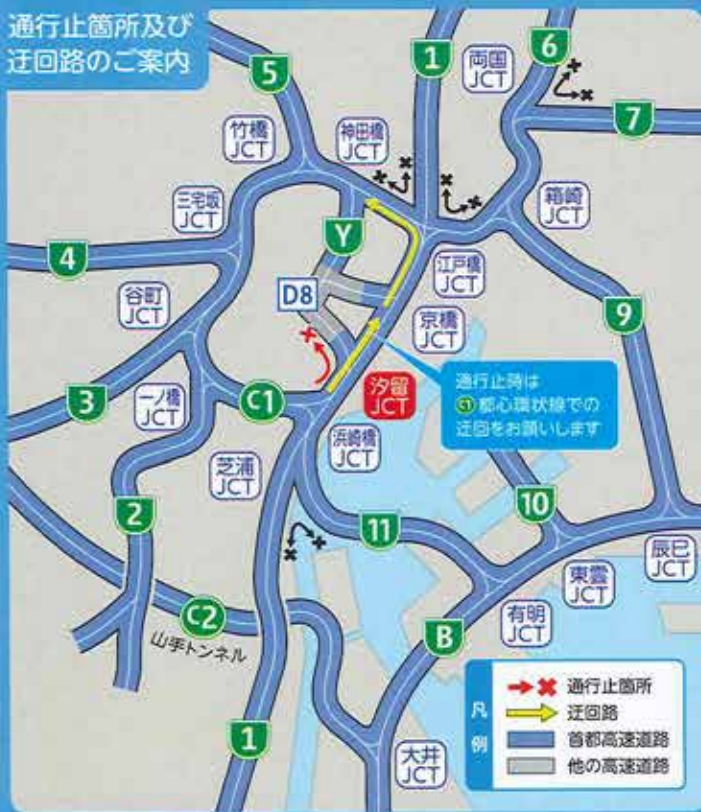 通行止箇所及び
迂回路のご案内
5
1
6
両国
JCT
7
竹橋
JCT
神田橋
JCT
箱崎
JCT
三宅坂
JCT
Y
4
江戸橋
JCT
D8
谷町
JCT
京橋
JCT
9
3
一ノ橋
JCT
C1
汐留
JCT
通行止時は
C1都心環状線での
迂回をお願いします
浜崎橋
JCT
芝浦
JCT
2
10
11
辰巳
JCT
東雲
JCT
有明
JCT
C2
山手トンネル
B
1
大井
JCT
凡例
通行止箇所
迂回路
首都高速道路
他の高速道路